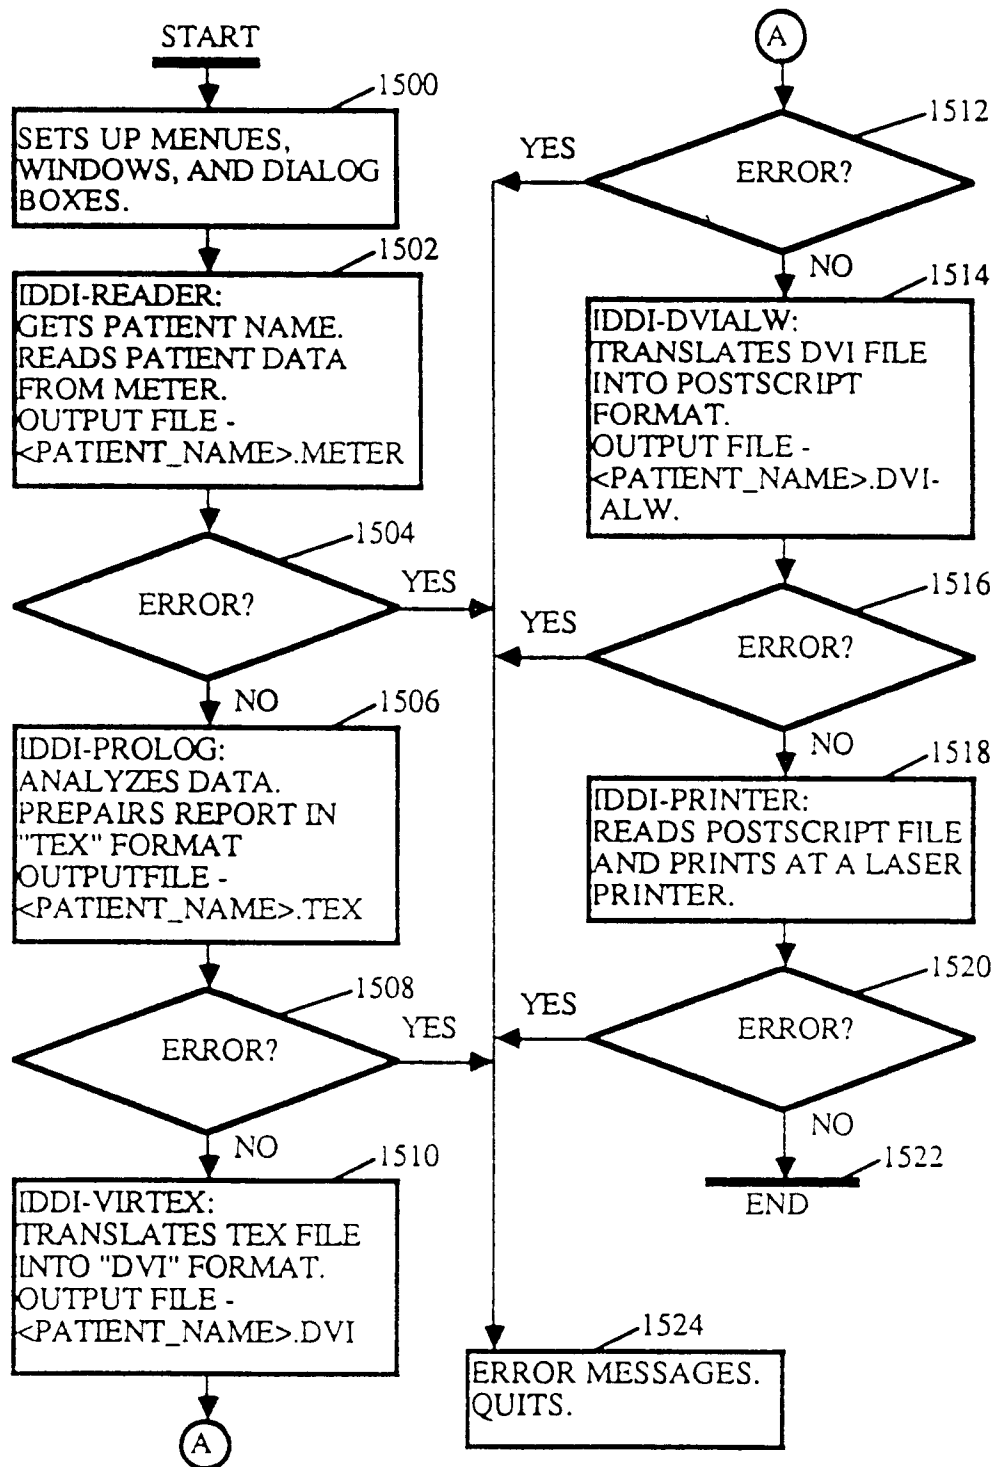 START
1500
SETS UP MENUES,
WINDOWS, AND DIALOG
BOXES.
1502
IDDI-READER:
GETS PATIENT NAME.
READS PATIENT DATA
FROM METER.
OUTPUT FILE -
<PATIENT_NAME>.METER
1504
ERROR?
YES
NO
1506
IDDI-PROLOG:
ANALYZES DATA.
PREPAIRS REPORT IN
"TEX" FORMAT
OUTPUTFILE -
<PATIENT_NAME>.TEX
1508
ERROR?
YES
NO
1510
IDDI-VIRTEX:
TRANSLATES TEX FILE
INTO "DVI" FORMAT.
OUTPUT FILE -
<PATIENT_NAME>.DVI
A
A
1512
YES
ERROR?
NO
1514
IDDI-DVIALW:
TRANSLATES DVI FILE
INTO POSTSCRIPT
FORMAT.
OUTPUT FILE -
<PATIENT_NAME>.DVI-
ALW.
1516
YES
ERROR?
NO
1518
IDDI-PRINTER:
READS POSTSCRIPT FILE
AND PRINTS AT A LASER
PRINTER.
1520
YES
ERROR?
NO
1522
END
1524
ERROR MESSAGES.
QUITS.